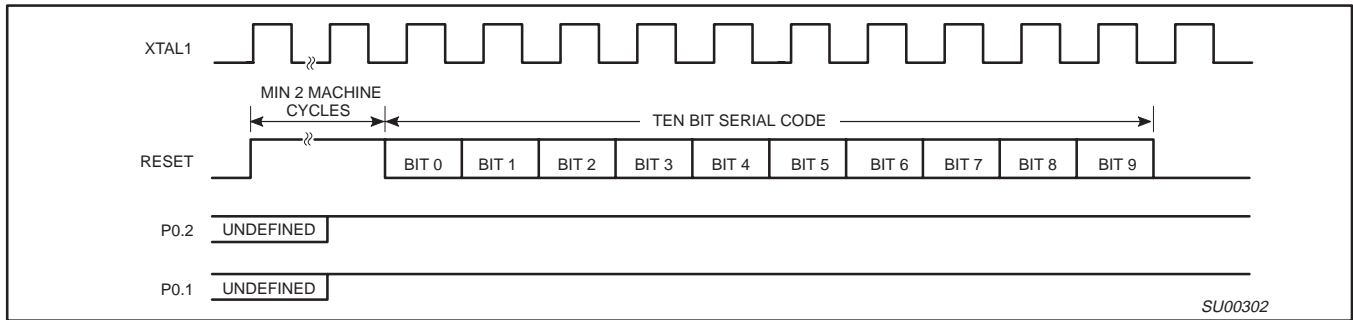 XTAL1
MIN 2 MACHINE
CYCLES
TEN BIT SERIAL CODE
RESET
BIT 0
BIT 1
BIT 2
BIT 3
BIT 4
BIT 5
BIT 6
BIT 7
BIT 8
BIT 9
P0.2
UNDEFINED
P0.1
UNDEFINED
SU00302